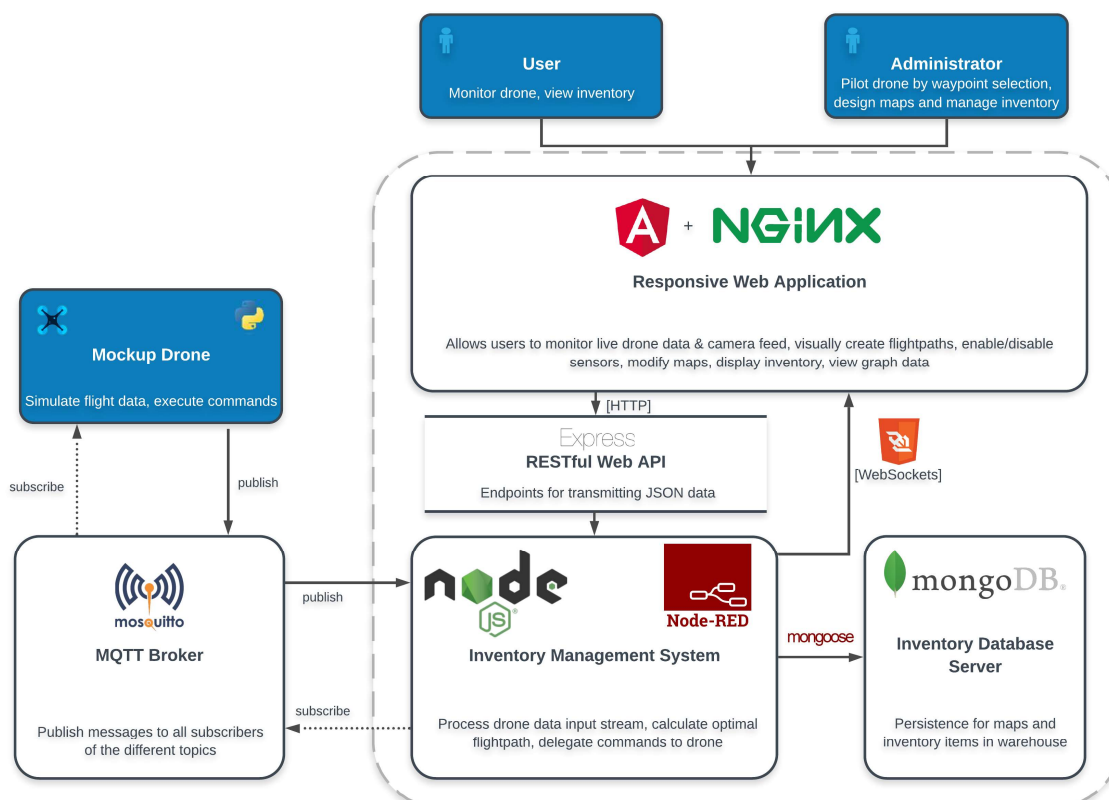 User
Monitor drone, view inventory
Administrator
Pilot drone by waypoint selection,
design maps and manage inventory
+
NGINX
Responsive Web Application
Allows users to monitor live drone data & camera feed, visually create flightpaths, enable/disable
sensors, modify maps, display inventory, view graph data
Mockup Drone
Simulate flight data, execute commands
[HTTP]
Express
RESTful Web API
Endpoints for transmitting JSON data
[WebSockets]
subscribe
publish
mosquitto
MQTT Broker
Publish messages to all subscribers
of the different topics
publish
subscribe
node
JS®
Node-RED
Inventory Management System
Process drone data input stream, calculate optimal
flightpath, delegate commands to drone
mongoose
mongoDB®
Inventory Database
Server
Persistence for maps and
inventory items in warehouse